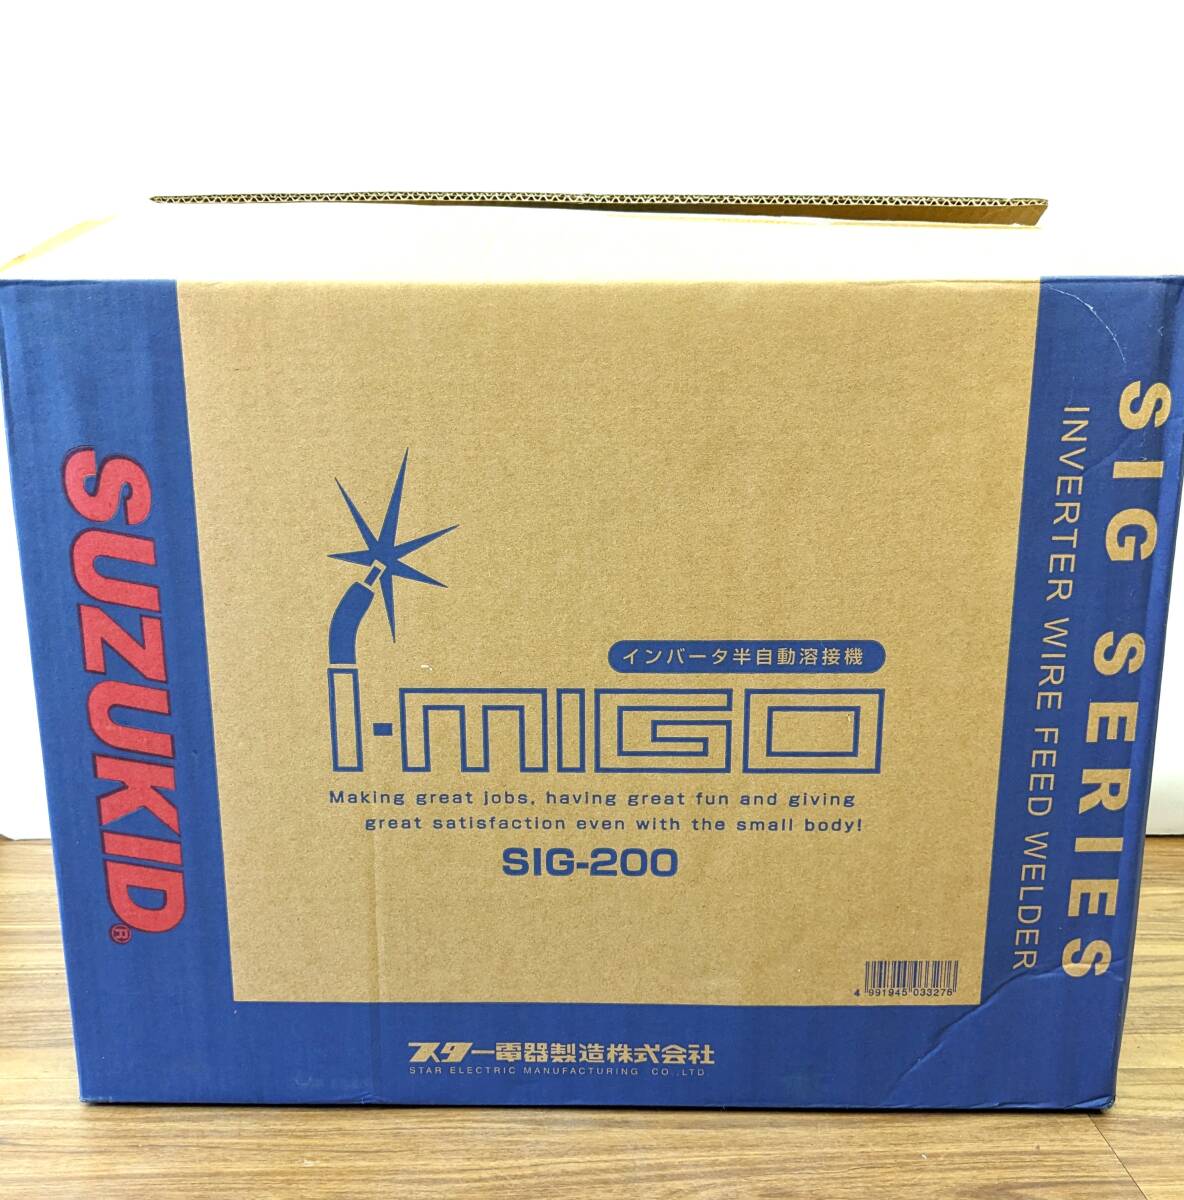 SUZUKID®
インバータ半自動溶接機
i-MIGO
Making great jobs, having great fun and giving
great satisfaction even with the small body!
SIG-200
4 991945 033276
SIG SERIES
INVERTER WIRE FEED WELDER
スター電器製造株式会社
STAR ELECTRIC MANUFACTURING CO.,LTD